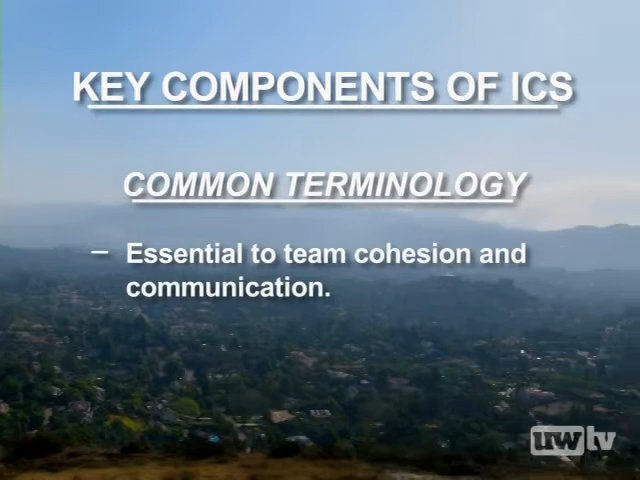 KEY COMPONENTS OF ICS
COMMON TERMINOLOGY
– Essential to team cohesion and
communication.
uwtv